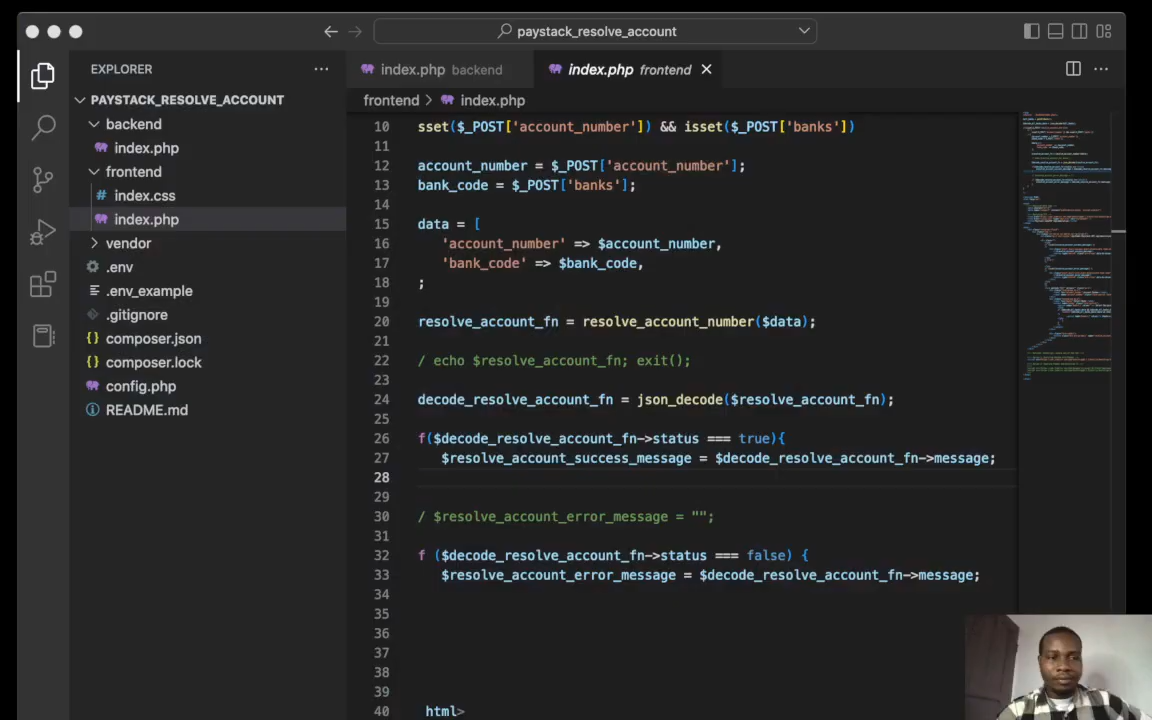 paystack_resolve_account
EXPLORER
index.php backend
index.php frontend
PAYSTACK_RESOLVE_ACCOUNT
frontend
index.php
backend
index.php
frontend
index.css
index.php
vendor
.env
.env_example
.gitignore
composer.json
composer.lock
config.php
README.md
10 sset($_POST['account_number']) && isset($_POST['banks'])
11
12 account_number = $_POST['account_number'];
13 bank_code = $_POST['banks'];
14
15 data = [
16 'account_number' => $account_number,
17 'bank_code' => $bank_code,
18 ;
19
20 resolve_account_fn = resolve_account_number($data);
21
22 / echo $resolve_account_fn; exit();
23
24 decode_resolve_account_fn = json_decode($resolve_account_fn);
25
26 f($decode_resolve_account_fn->status === true){
27 $resolve_account_success_message = $decode_resolve_account_fn->message;
28
29
30 / $resolve_account_error_message = "";
31
32 f ($decode_resolve_account_fn->status === false) {
33 $resolve_account_error_message = $decode_resolve_account_fn->message;
34
35
36
37
38
39
40 html>